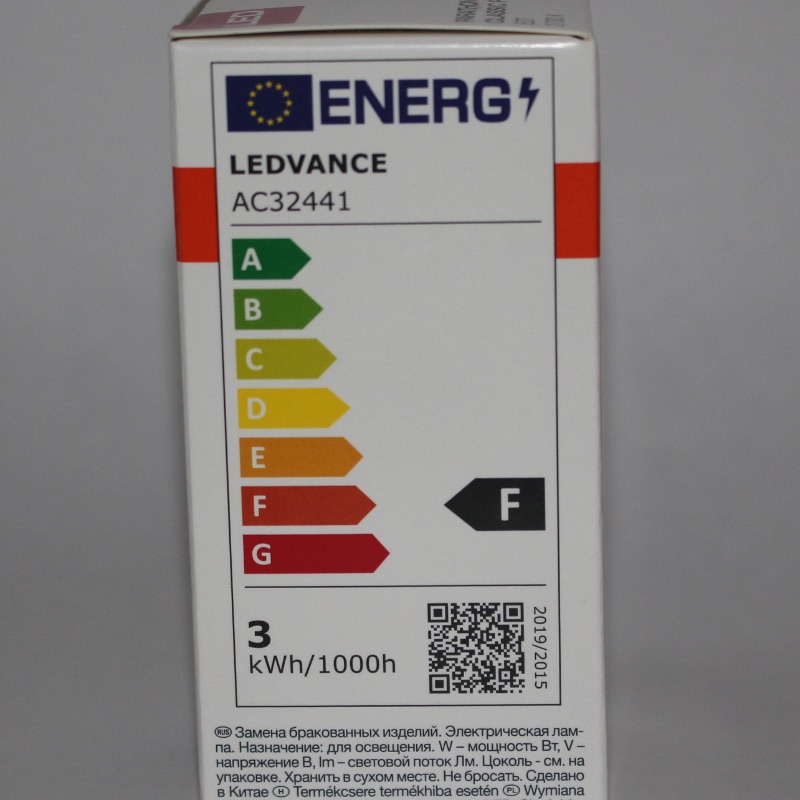 LED
ENERG
LEDVANCE
AC32441
A
B
C
D
E
F
F
G
3
kWh/1000h
2019/2015
RUS Замена бракованных изделий. Электрическая лам-
па. Назначение: для освещения. W – мощность Вт, V –
напряжение В, lm – световой поток Лм. Цоколь - см. на
упаковке. Хранить в сухом месте. Не бросать. Сделано
в Китае H Termékcsere termékhiba esetén PL Wymiana